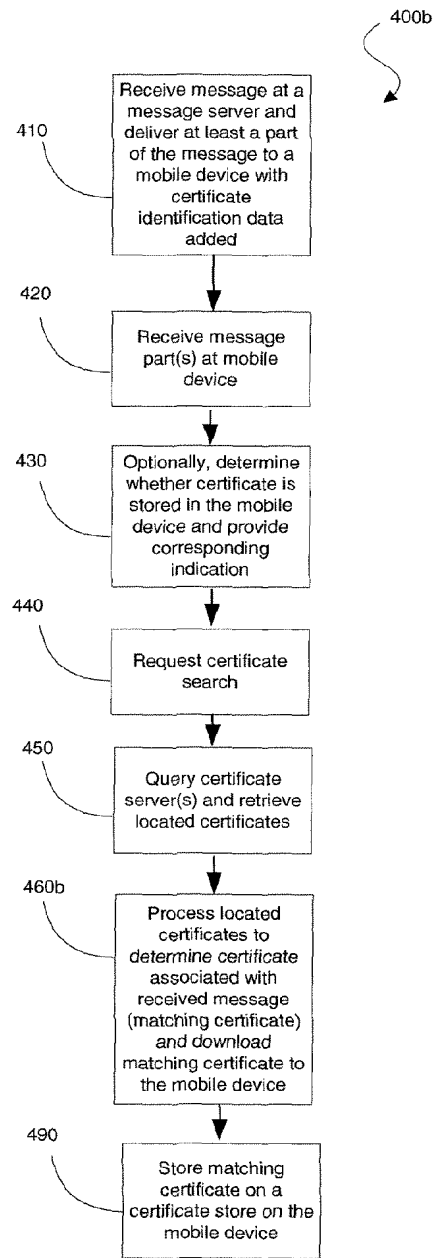 400b
410
Receive message at a
message server and
deliver at least a part
of the message to a
mobile device with
certificate
identification data
added
420
Receive message
part(s) at mobile
device
430
Optionally, determine
whether certificate is
stored in the mobile
device and provide
corresponding
indication
440
Request certificate
search
450
Query certificate
server(s) and retrieve
located certificates
460b
Process located
certificates to
determine certificate
associated with
received message
(matching certificate)
and download
matching certificate to
the mobile device
490
Store matching
certificate on a
certificate store on the
mobile device